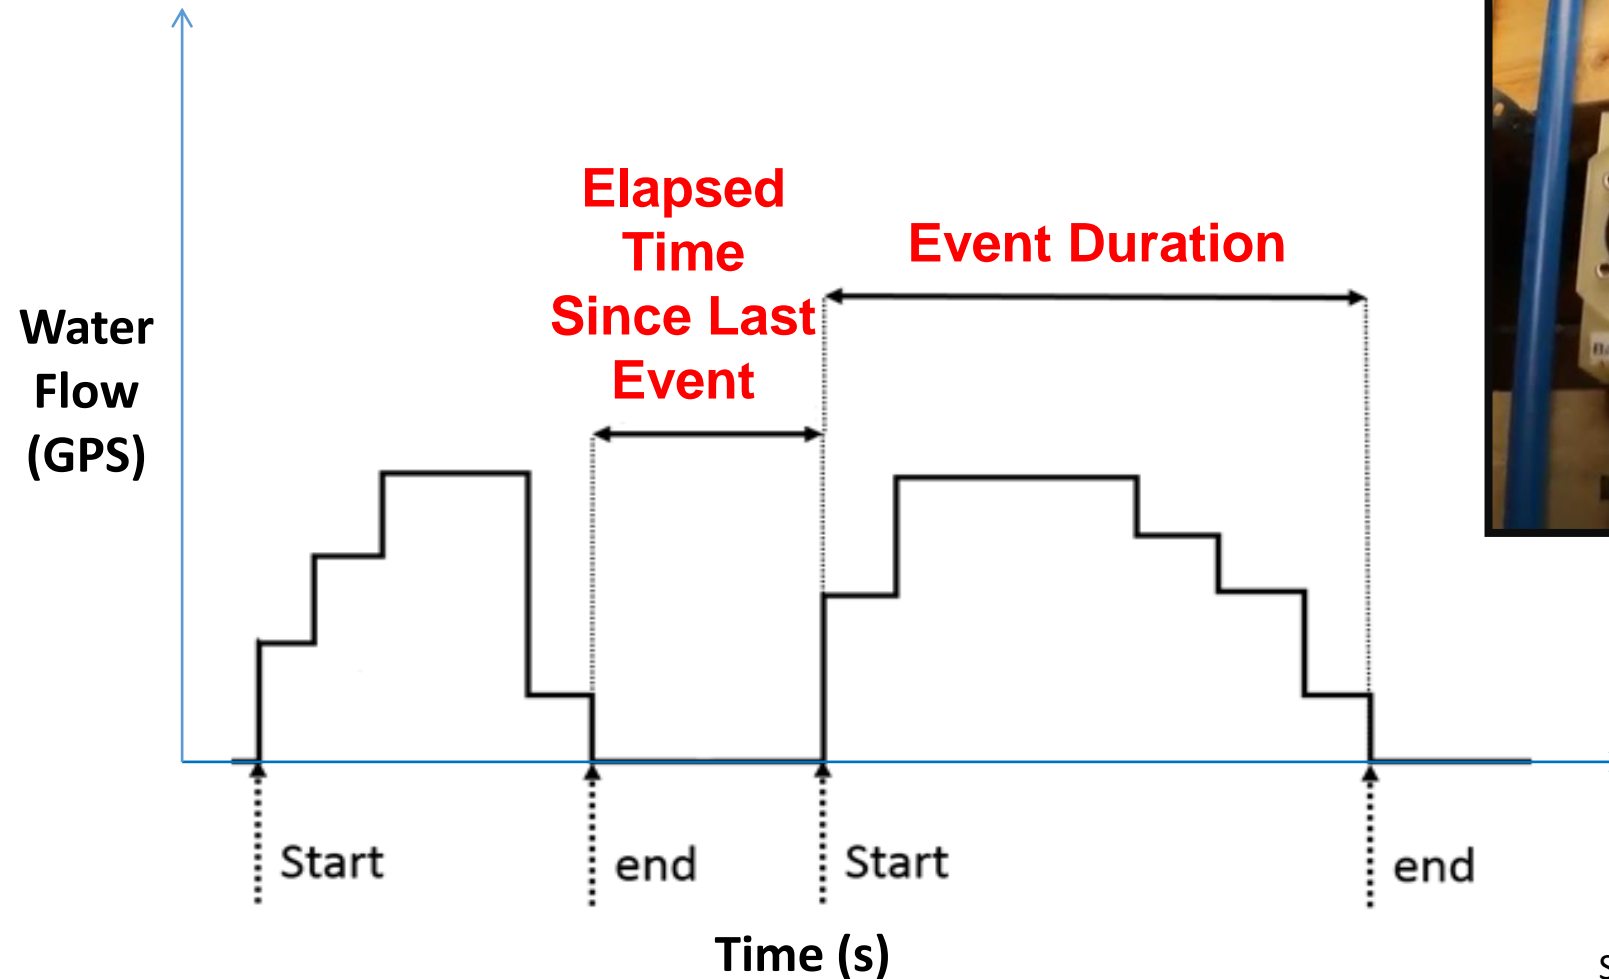 Elapsed
Time
Since Last
Event
Event Duration
Water
Flow
(GPS)
Start
end
Start
end
Time (s)